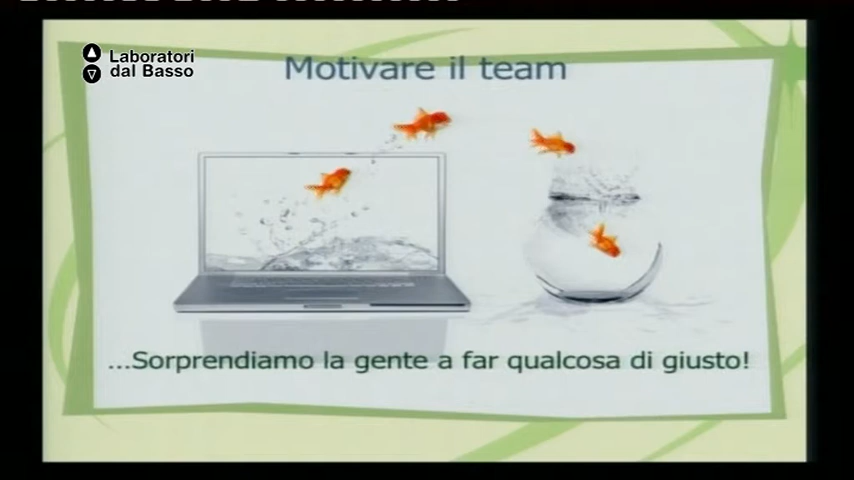 Laboratori
dal Basso
Motivare il team
...Sorprendiamo la gente a far qualcosa di giusto!